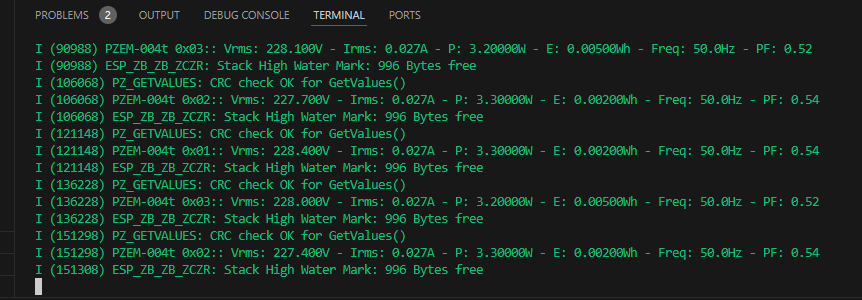 PROBLEMS 2 OUTPUT DEBUG CONSOLE TERMINAL PORTS
I (90988) PZEM-004t 0x03:: Vrms: 228.100V - Irms: 0.027A - P: 3.20000W - E: 0.00500Wh - Freq: 50.0Hz - PF: 0.52
I (90988) ESP_ZB_ZB_ZCZR: Stack High Water Mark: 996 Bytes free
I (106068) PZ_GETVALUES: CRC check OK for GetValues()
I (106068) PZEM-004t 0x02:: Vrms: 227.700V - Irms: 0.027A - P: 3.30000W - E: 0.00200Wh - Freq: 50.0Hz - PF: 0.54
I (106068) ESP_ZB_ZB_ZCZR: Stack High Water Mark: 996 Bytes free
I (121148) PZ_GETVALUES: CRC check OK for GetValues()
I (121148) PZEM-004t 0x01:: Vrms: 228.400V - Irms: 0.027A - P: 3.30000W - E: 0.00200Wh - Freq: 50.0Hz - PF: 0.54
I (121148) ESP_ZB_ZB_ZCZR: Stack High Water Mark: 996 Bytes free
I (136228) PZ_GETVALUES: CRC check OK for GetValues()
I (136228) PZEM-004t 0x03:: Vrms: 228.000V - Irms: 0.027A - P: 3.20000W - E: 0.00500Wh - Freq: 50.0Hz - PF: 0.52
I (136228) ESP_ZB_ZB_ZCZR: Stack High Water Mark: 996 Bytes free
I (151298) PZ_GETVALUES: CRC check OK for GetValues()
I (151298) PZEM-004t 0x02:: Vrms: 227.400V - Irms: 0.027A - P: 3.30000W - E: 0.00200Wh - Freq: 50.0Hz - PF: 0.54
I (151308) ESP_ZB_ZB_ZCZR: Stack High Water Mark: 996 Bytes free